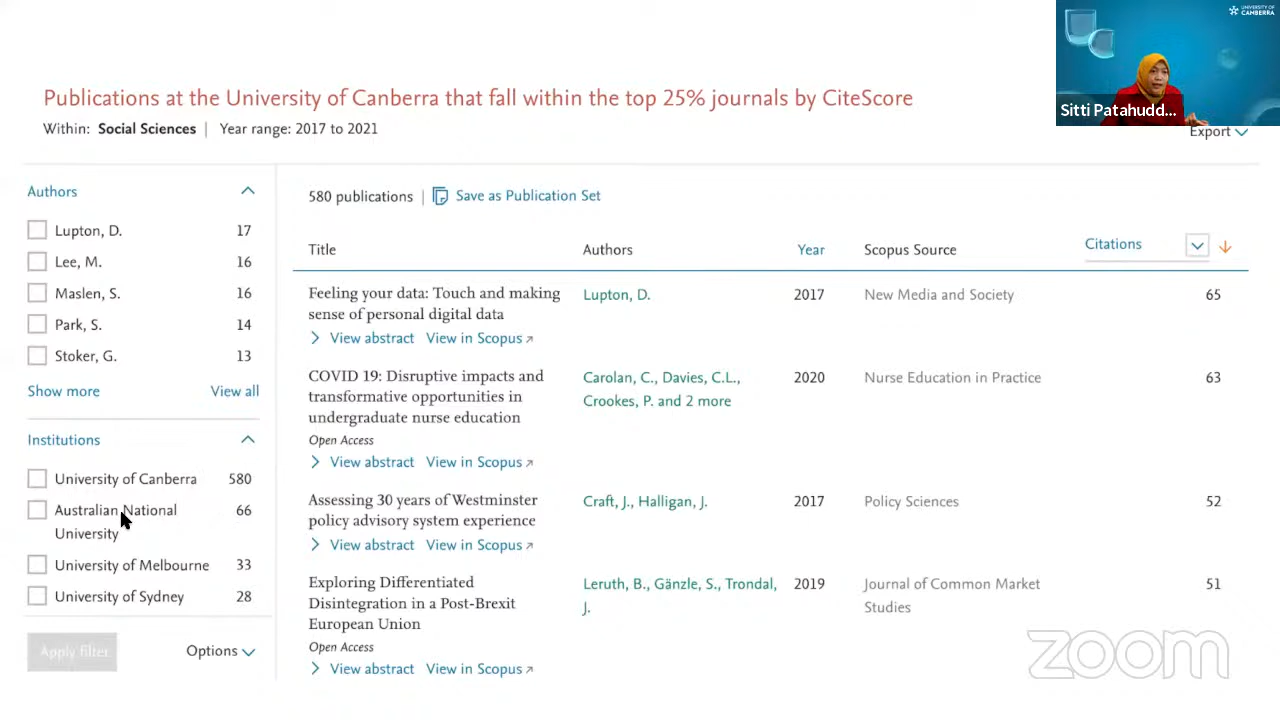 UNIVERSITY OF
CANBERRA
Sitti Patahudd...
Publications at the University of Canberra that fall within the top 25% journals by CiteScore
Within: Social Sciences | Year range: 2017 to 2021
Export
Authors
Lupton, D. 17
Lee, M. 16
Maslen, S. 16
Park, S. 14
Stoker, G. 13
Show more View all
Institutions
University of Canberra 580
Australian National 66
University
University of Melbourne 33
University of Sydney 28
Apply filter Options
580 publications | Save as Publication Set
Title Authors Year Scopus Source Citations
Feeling your data: Touch and making Lupton, D. 2017 New Media and Society 65
sense of personal digital data
View abstract View in Scopus
COVID 19: Disruptive impacts and Carolan, C., Davies, C.L., 2020 Nurse Education in Practice 63
transformative opportunities in Crookes, P. and 2 more
undergraduate nurse education
Open Access
View abstract View in Scopus
Assessing 30 years of Westminster Craft, J., Halligan, J. 2017 Policy Sciences 52
policy advisory system experience
View abstract View in Scopus
Exploring Differentiated Leruth, B., Gänzle, S., Trondal, 2019 Journal of Common Market 51
Disintegration in a Post-Brexit J. Studies
European Union
Open Access
View abstract View in Scopus
zoom